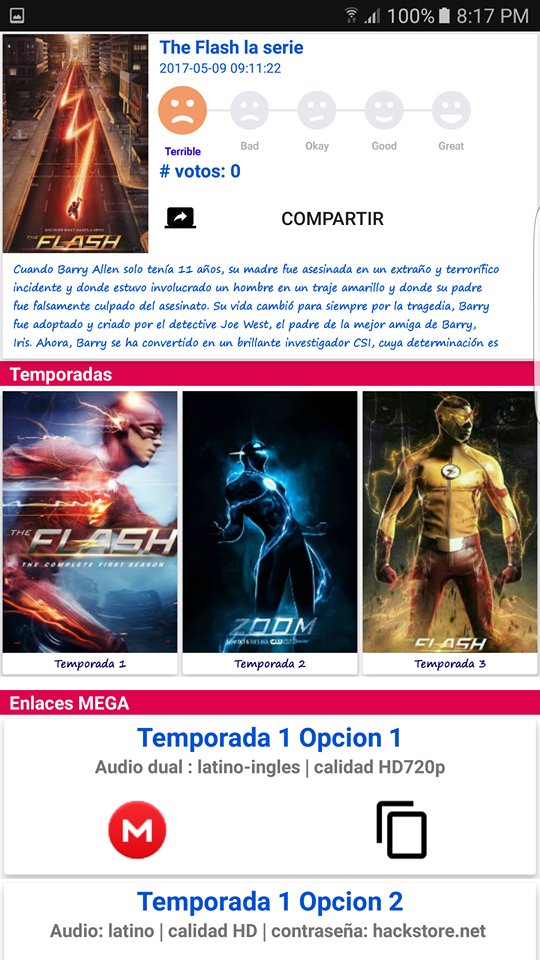 100% 8:17 PM
The Flash la serie
2017-05-09 09:11:22
Terrible
Bad
Okay
Good
Great
# votos: 0
THE FLASH
COMPARTIR
Cuando Barry Allen solo tenía 11 años, su madre fue asesinada en un extraño y terrorífico
incidente y donde estuvo involucrado un hombre en un traje amarillo y donde su padre
fue falsamente culpado del asesinato. Su vida cambió para siempre por la tragedia, Barry
fue adoptado y criado por el detective Joe West, el padre de la mejor amiga de Barry,
Iris. Ahora, Barry se ha convertido en un brillante investigador CSI, cuya determinación es
Temporadas
THE FLASH
THE COMPLETE FIRST SEASON
ZOOM
THE FLASH
Temporada 1
Temporada 2
Temporada 3
Enlaces MEGA
Temporada 1 Opcion 1
Audio dual : latino-ingles | calidad HD720p
M
Temporada 1 Opcion 2
Audio: latino | calidad HD | contraseña: hackstore.net